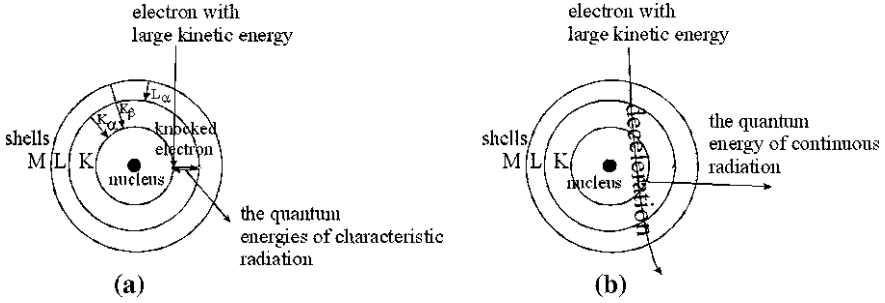 electron with
large kinetic energy
Lα
Kβ
Kα
knocked
electron
shells
M L K
nucleus
the quantum
energies of characteristic
radiation
(a)
electron with
large kinetic energy
deceleration
shells
M L K
nucleus
the quantum
energy of continuous
radiation
(b)